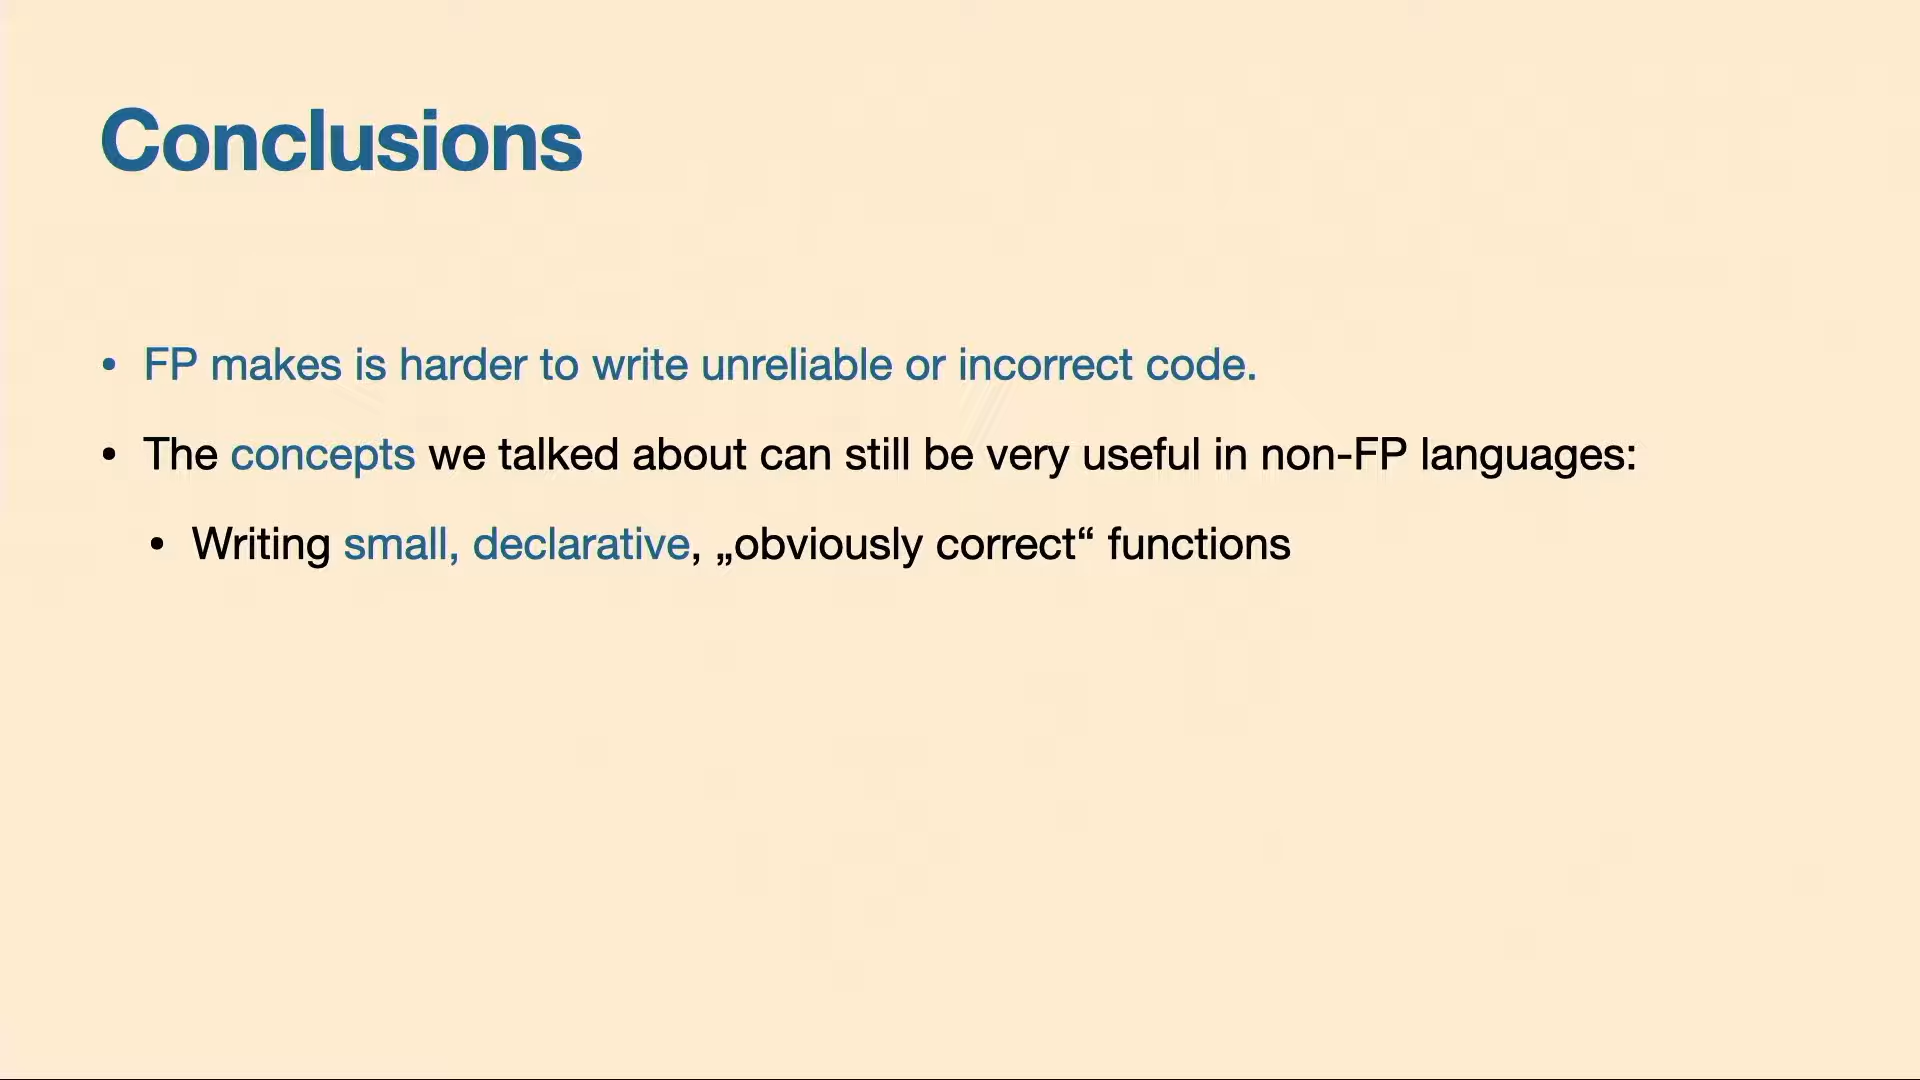 Conclusions
• FP makes is harder to write unreliable or incorrect code.
• The concepts we talked about can still be very useful in non-FP languages:
• Writing small, declarative, „obviously correct“ functions